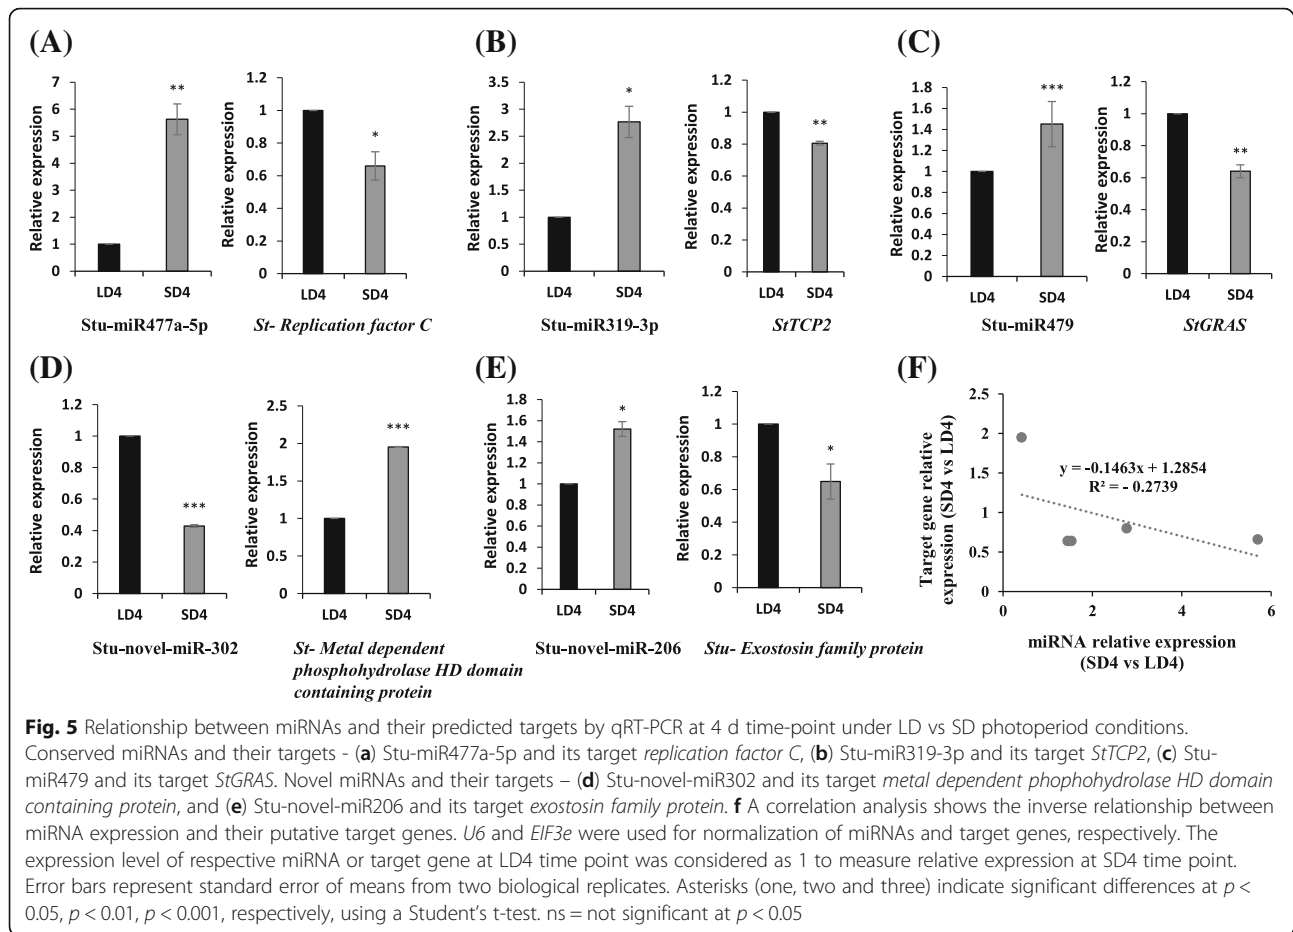 (A)
(B)
(C)
Relative expression
7
6
5
4
3
2
1
0
**
LD4 SD4
Stu-miR477a-5p
Relative expression
1.2
1
0.8
0.6
0.4
0.2
0
*
LD4 SD4
St- Replication factor C
Relative expression
3.5
3
2.5
2
1.5
1
0.5
0
*
LD4 SD4
Stu-miR319-3p
Relative expression
1.2
1
0.8
0.6
0.4
0.2
0
**
LD4 SD4
StTCP2
Relative expression
1.8
1.6
1.4
1.2
1
0.8
0.6
0.4
0.2
0
***
LD4 SD4
Stu-miR479
Relative expression
1.2
1
0.8
0.6
0.4
0.2
0
**
LD4 SD4
StGRAS
(D)
(E)
(F)
Relative expression
1.2
1
0.8
0.6
0.4
0.2
0
***
LD4 SD4
Stu-novel-miR-302
Relative expression
2.5
2
1.5
1
2.5
0
***
LD4 SD4
St- Metal dependent
phosphohydrolase HD domain
containing protein
Relative expression
1.8
1.6
1.4
1.2
1
0.8
0.6
0.4
0.2
0
*
LD4 SD4
Stu-novel-miR-206
Relative expression
1.2
1
0.8
0.6
0.4
0.2
0
*
LD4 SD4
Stu- Exostosin family protein
Target gene relative
expression (SD4 vs LD4)
2.5
2
1.5
1
0.5
0
y = -0.1463x + 1.2854
R² = - 0.2739
0 2 4 6
miRNA relative expression
(SD4 vs LD4)
Fig. 5 Relationship between miRNAs and their predicted targets by qRT-PCR at 4 d time-point under LD vs SD photoperiod conditions.
Conserved miRNAs and their targets - (a) Stu-miR477a-5p and its target replication factor C, (b) Stu-miR319-3p and its target StTCP2, (c) Stu-
miR479 and its target StGRAS. Novel miRNAs and their targets – (d) Stu-novel-miR302 and its target metal dependent phophohydrolase HD domain
containing protein, and (e) Stu-novel-miR206 and its target exostosin family protein. f A correlation analysis shows the inverse relationship between
miRNA expression and their putative target genes. U6 and EIF3e were used for normalization of miRNAs and target genes, respectively. The
expression level of respective miRNA or target gene at LD4 time point was considered as 1 to measure relative expression at SD4 time point.
Error bars represent standard error of means from two biological replicates. Asterisks (one, two and three) indicate significant differences at p <
0.05, p < 0.01, p < 0.001, respectively, using a Student's t-test. ns = not significant at p < 0.05